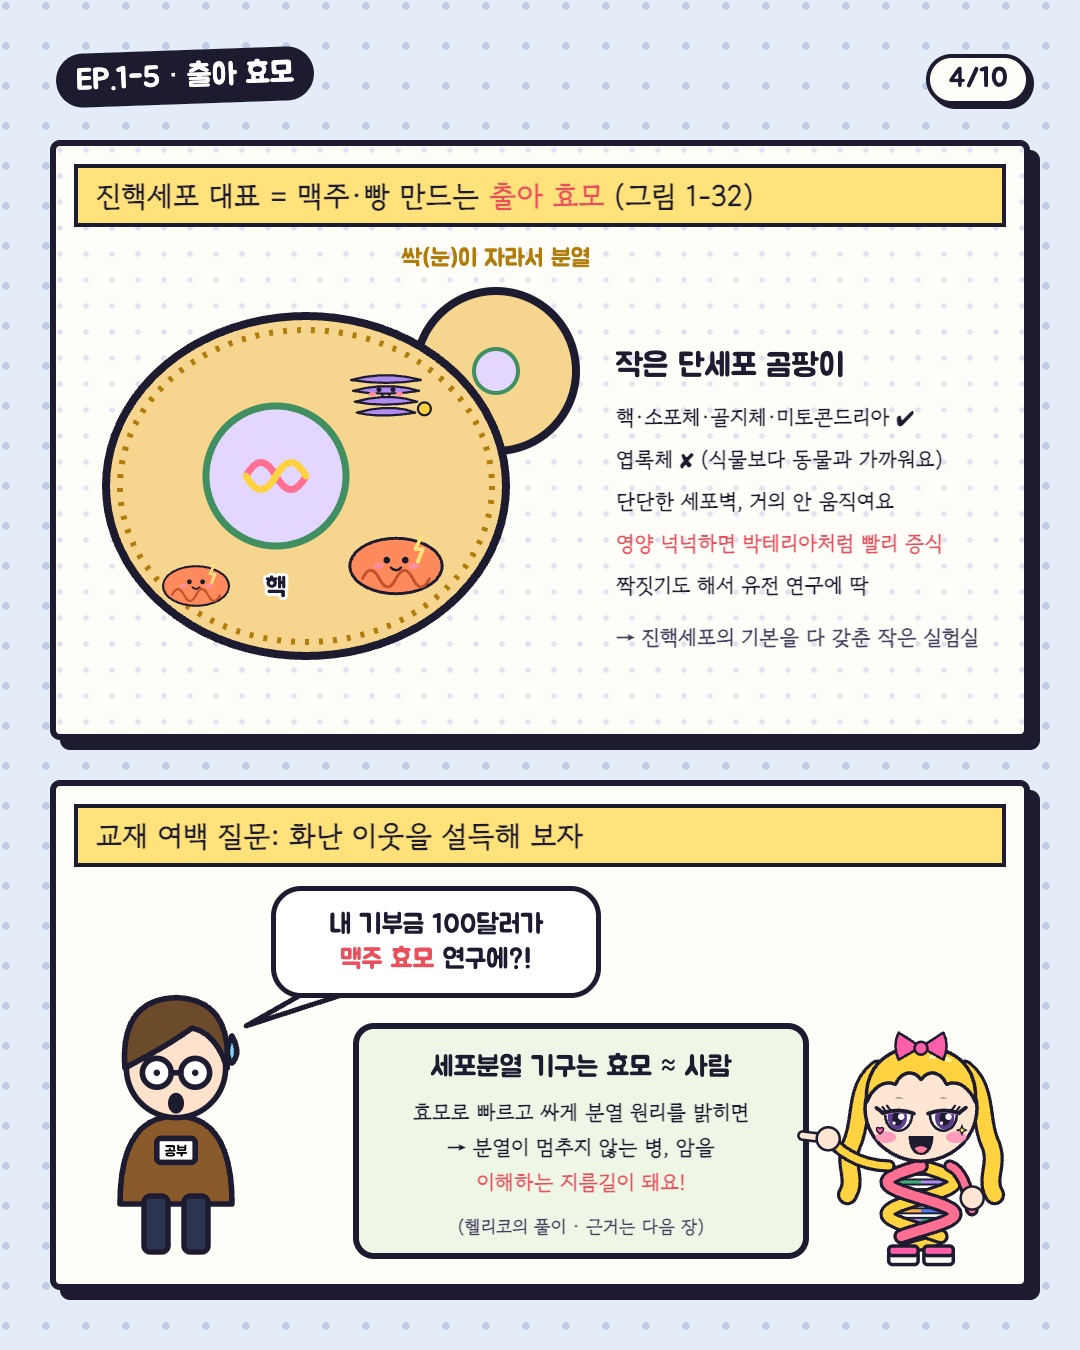 EP.1-5 · 출아 효모
4/10
진핵세포 대표 = 맥주·빵 만드는 출아 효모 (그림 1-32)
싹(눈)이 자라서 분열
핵
작은 단세포 곰팡이
핵·소포체·골지체·미토콘드리아 ✔
엽록체 ✘ (식물보다 동물과 가까워요)
단단한 세포벽, 거의 안 움직여요
영양 넉넉하면 박테리아처럼 빨리 증식
짝짓기도 해서 유전 연구에 딱
→ 진핵세포의 기본을 다 갖춘 작은 실험실
교재 여백 질문: 화난 이웃을 설득해 보자
내 기부금 100달러가
맥주 효모 연구에?!
공부
세포분열 기구는 효모 ≈ 사람
효모로 빠르고 싸게 분열 원리를 밝히면
→ 분열이 멈추지 않는 병, 암을
이해하는 지름길이 돼요!
(헬리코의 풀이 · 근거는 다음 장)